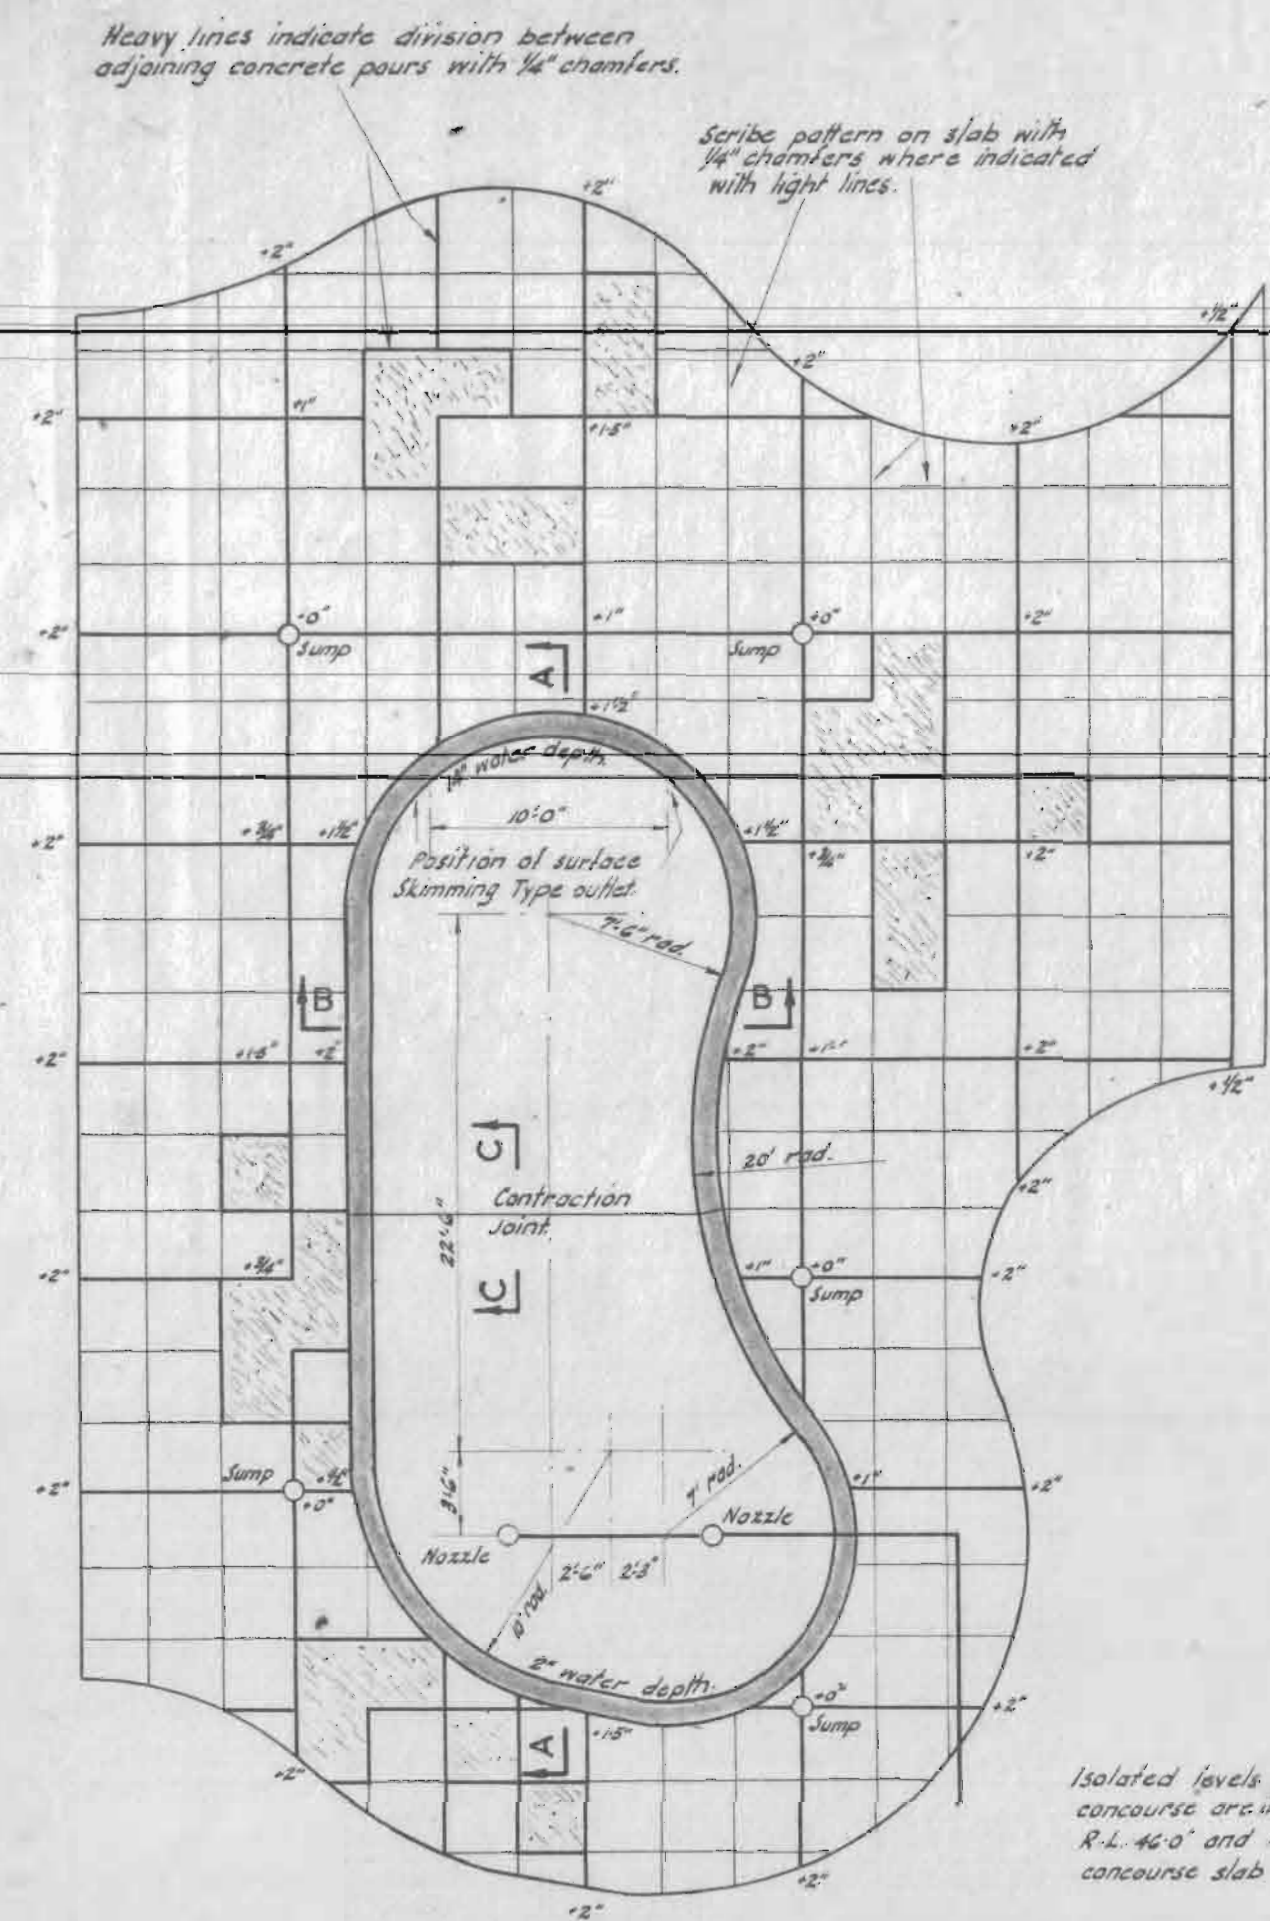 Heavy lines indicate division between
adjoining concrete pours with 1/4" chamfers.
Scribe pattern on slab with
1/4" chamfers where indicated
with light lines.
+2"
+2"
+1/2"
+2"
+2"
+1"
+1·5"
+2"
+2"
+0"
Sump
+1"
+0"
Sump
+2"
A
+1 1/2"
14" water depth.
10'-0"
+2"
+3/4"
+1 1/2"
+1 1/2"
+3/4"
+2"
Position of surface
Skimming Type outlet.
7'-6" rad.
B
B
+2"
+1·5"
+2"
+2"
+2"
+1/2"
C
20' rad.
+2"
Contraction
Joint.
22'-6"
+2"
+3/4"
C
+1"
+0"
Sump
+2"
+2"
Sump
+0"
3'-6"
7' rad.
+1"
+2"
Nozzle
Nozzle
2'-6"
2'-3"
10' rad.
2" water depth.
+0"
Sump
+2"
A
+1·5"
+2"
+2"
+2"
Isolated levels
concourse are
R.L. 46·0' and
concourse slab